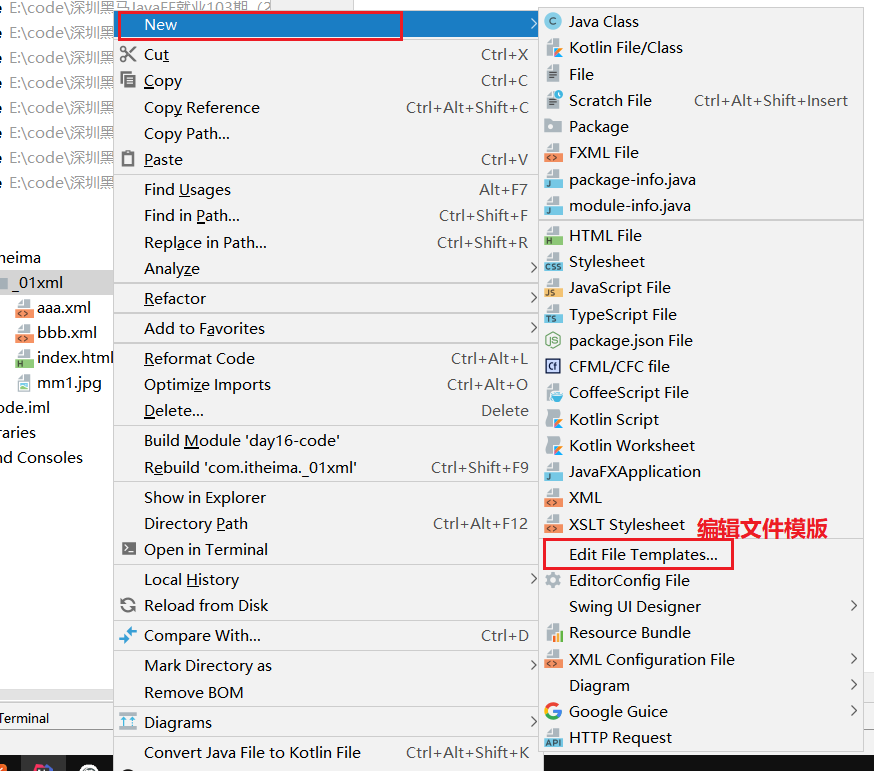 E:\code\深圳黑马JavaEE就业103期（2
E:\code\深圳黑
E:\code\深圳黑
E:\code\深圳黑
E:\code\深圳黑
E:\code\深圳黑
E:\code\深圳黑
E:\code\深圳黑
heima
_01xml
aaa.xml
bbb.xml
index.html
mm1.jpg
ode.iml
raries
nd Consoles
Terminal
New
Cut Ctrl+X
Copy Ctrl+C
Copy Reference Ctrl+Alt+Shift+C
Copy Path...
Paste Ctrl+V
Find Usages Alt+F7
Find in Path... Ctrl+Shift+F
Replace in Path... Ctrl+Shift+R
Analyze
Refactor
Add to Favorites
Reformat Code Ctrl+Alt+L
Optimize Imports Ctrl+Alt+O
Delete... Delete
Build Module 'day16-code'
Rebuild 'com.itheima._01xml' Ctrl+Shift+F9
Show in Explorer
Directory Path Ctrl+Alt+F12
Open in Terminal
Local History
Reload from Disk
Compare With... Ctrl+D
Mark Directory as
Remove BOM
Diagrams
Convert Java File to Kotlin File Ctrl+Alt+Shift+K
Java Class
Kotlin File/Class
File
Scratch File Ctrl+Alt+Shift+Insert
Package
FXML File
package-info.java
module-info.java
HTML File
Stylesheet
JavaScript File
TypeScript File
package.json File
CFML/CFC file
CoffeeScript File
Kotlin Script
Kotlin Worksheet
JavaFXApplication
XML
XSLT Stylesheet
编辑文件模版
Edit File Templates...
EditorConfig File
Swing UI Designer
Resource Bundle
XML Configuration File
Diagram
Google Guice
HTTP Request